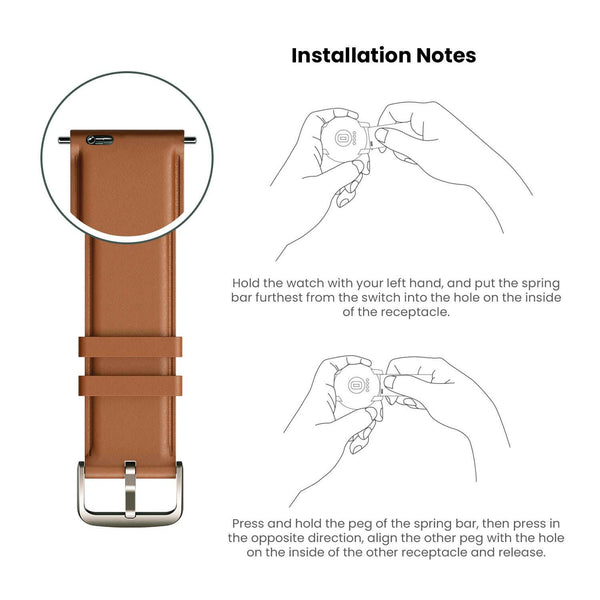 Installation Notes
Hold the watch with your left hand, and put the spring
bar furthest from the switch into the hole on the inside
of the receptacle.
Press and hold the peg of the spring bar, then press in
the opposite direction, align the other peg with the hole
on the inside of the other receptacle and release.